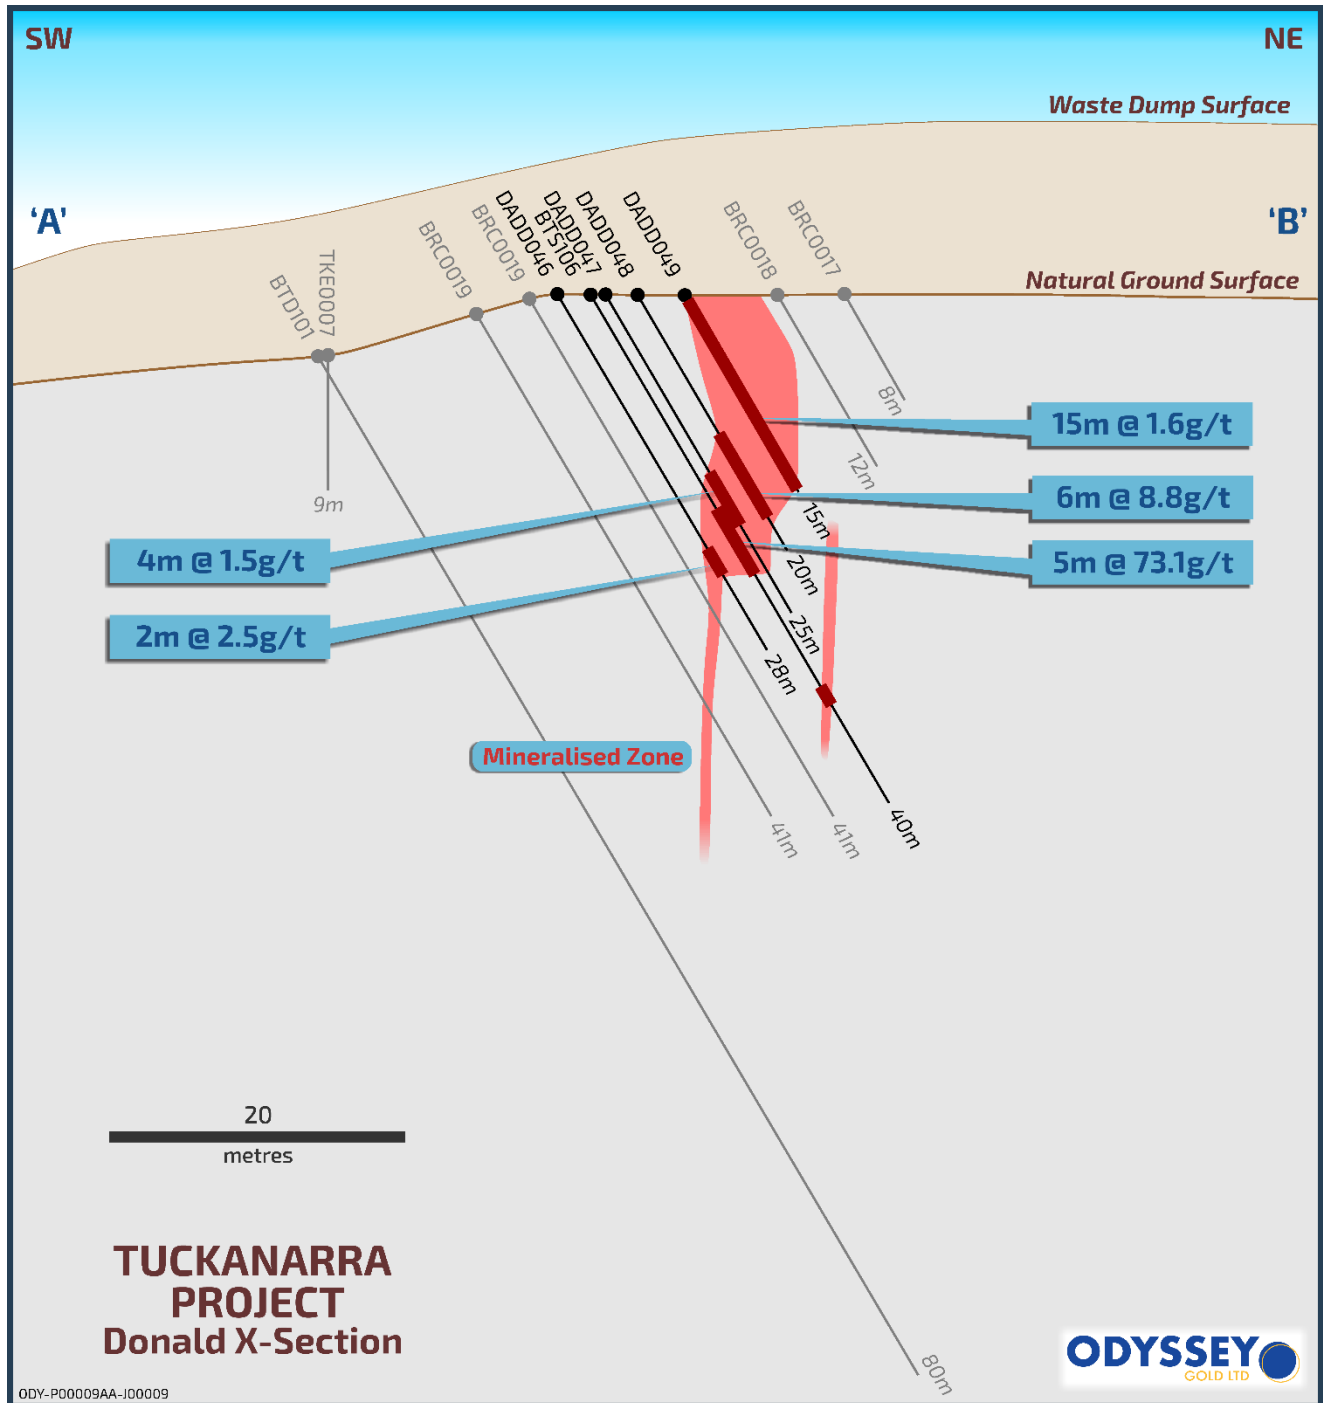 SW
NE
Waste Dump Surface
‘A’
‘B’
Natural Ground Surface
BTD101
TKE0007
BRC0019
BRC0019
DADD046
BTS106
DADD047
DADD048
DADD049
BRC0018
BRC0017
8m
12m
15m @ 1.6g/t
9m
6m @ 8.8g/t
15m
4m @ 1.5g/t
20m
5m @ 73.1g/t
2m @ 2.5g/t
25m
28m
Mineralised Zone
41m
41m
40m
20
metres
TUCKANARRA
PROJECT
Donald X-Section
80m
ODYSSEY
GOLD LTD
ODY-P00009AA-J00009